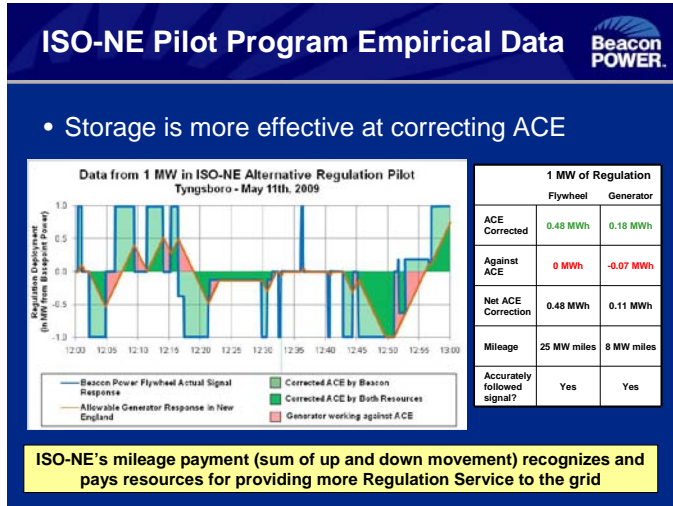 ISO-NE Pilot Program Empirical Data
Beacon
POWER.
• Storage is more effective at correcting ACE
Data from 1 MW in ISO-NE Alternative Regulation Pilot
Tyngsboro - May 11th, 2009
Regulation Deployment
(in MW from Basepoint Power)
1.0
0.5
0.0
-0.5
-1.0
12:00 12:05 12:10 12:15 12:20 12:25 12:30 12:35 12:40 12:45 12:50 12:55 13:00
Beacon Power Flywheel Actual Signal
Response
Allowable Generator Response in New
England
Corrected ACE by Beacon
Corrected ACE by Both Resources
Generator working against ACE
1 MW of Regulation
Flywheel Generator
ACE
Corrected 0.48 MWh 0.18 MWh
Against
ACE 0 MWh -0.07 MWh
Net ACE
Correction 0.48 MWh 0.11 MWh
Mileage 25 MW miles 8 MW miles
Accurately
followed
signal? Yes Yes
ISO-NE's mileage payment (sum of up and down movement) recognizes and
pays resources for providing more Regulation Service to the grid